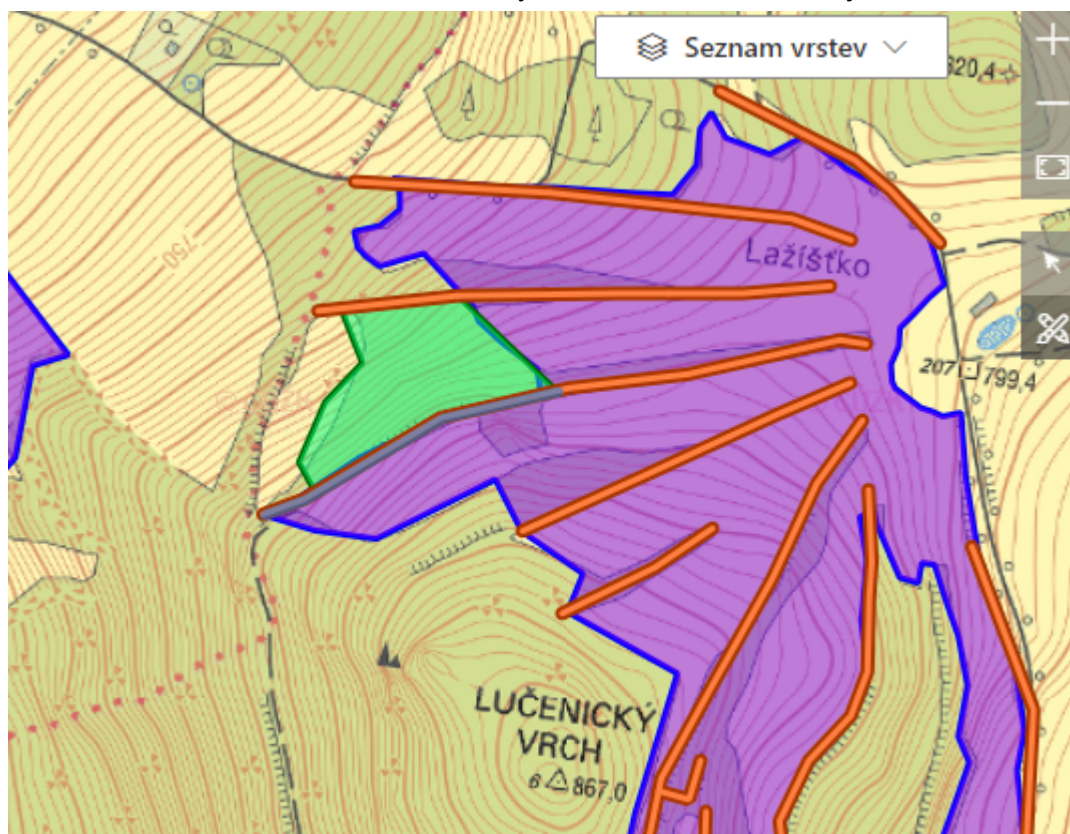 Seznam vrstev
820,4
750
Lažíšťko
207 799,4
LUČENICKÝ
VRCH
6 867,0